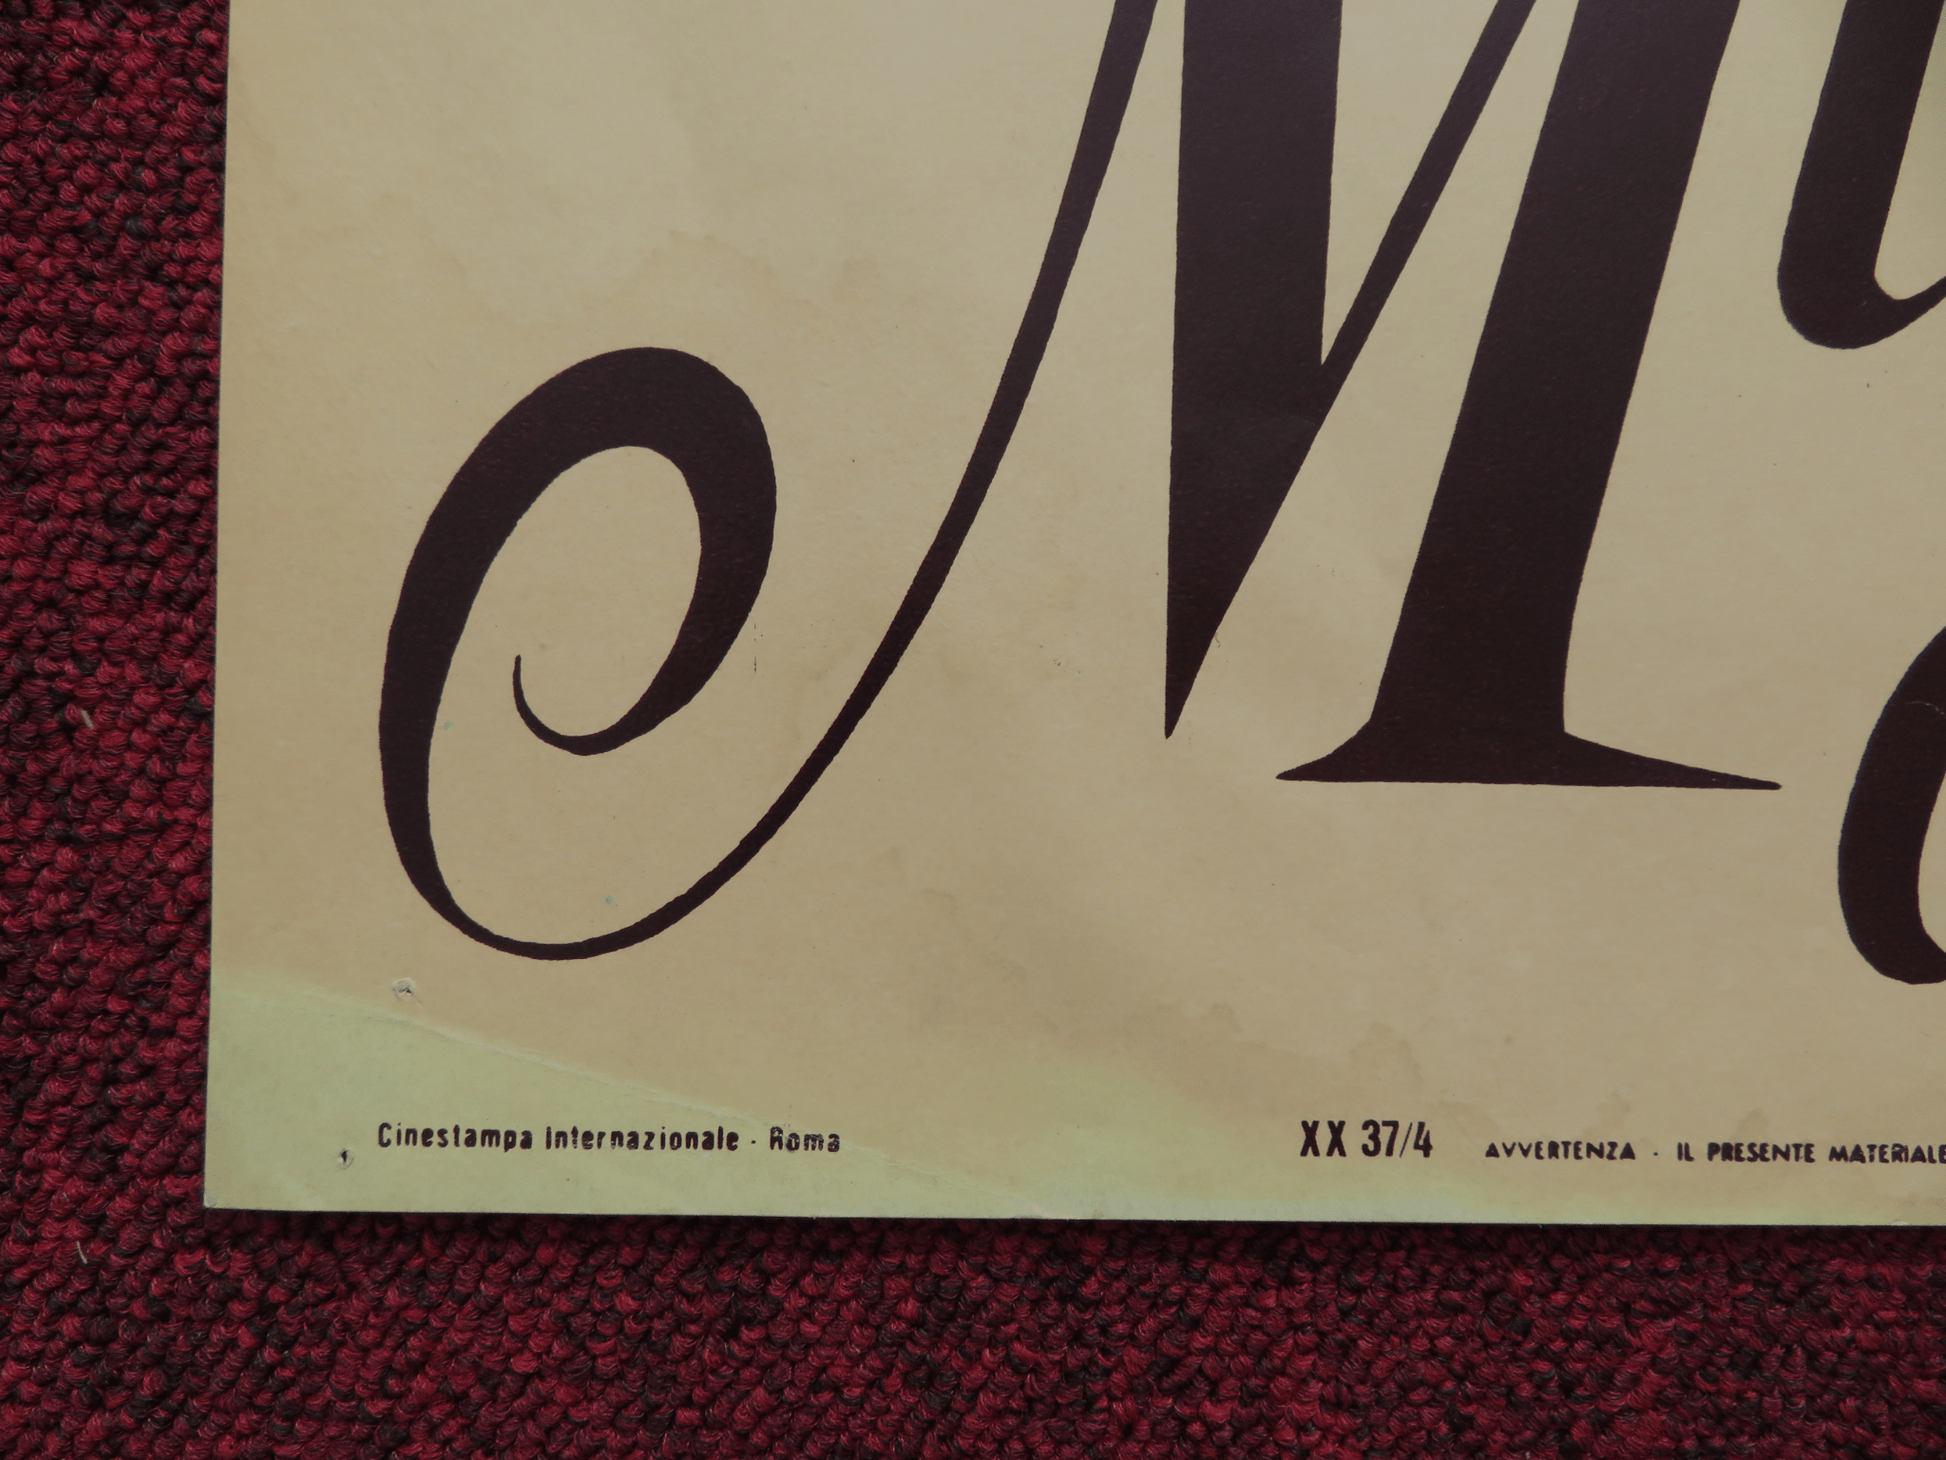 M
Cinestampa Internazionale - Roma
XX 37/4 AVVERTENZA - IL PRESENTE MATERIALE